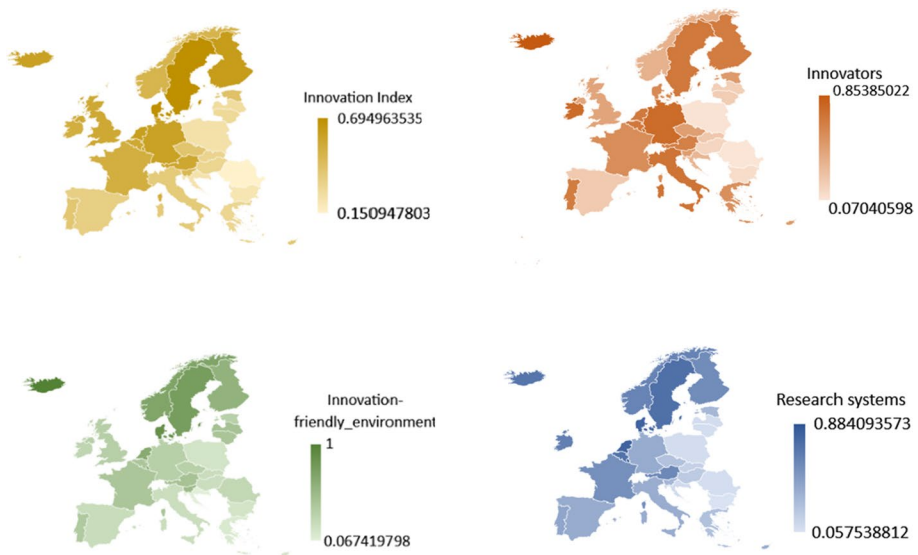 Innovation Index
0.694963535
0.150947803
Innovators
0.85385022
0.07040598
Innovation-
friendly_environment
1
0.067419798
Research systems
0.884093573
0.057538812